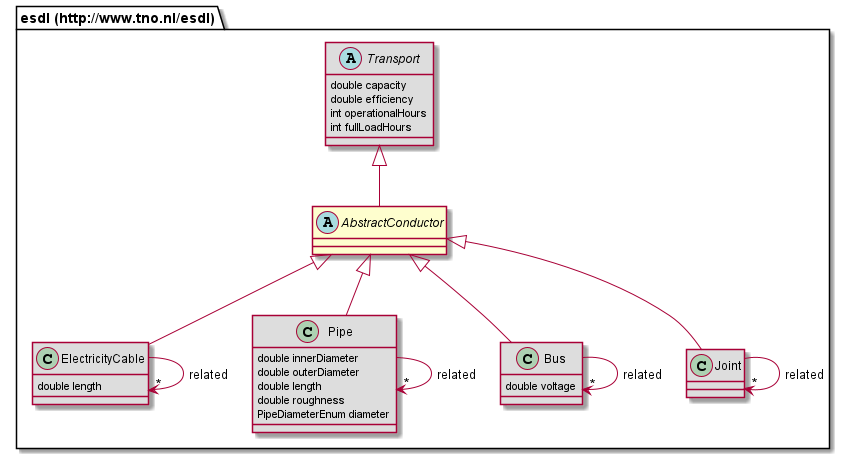 esdl (http://www.tno.nl/esdl)
A Transport
double capacity
double efficiency
int operationalHours
int fullLoadHours
A AbstractConductor
C ElectricityCable
double length
* related
C Pipe
double innerDiameter
double outerDiameter
double length
double roughness
PipeDiameterEnum diameter
* related
C Bus
double voltage
* related
C Joint
* related